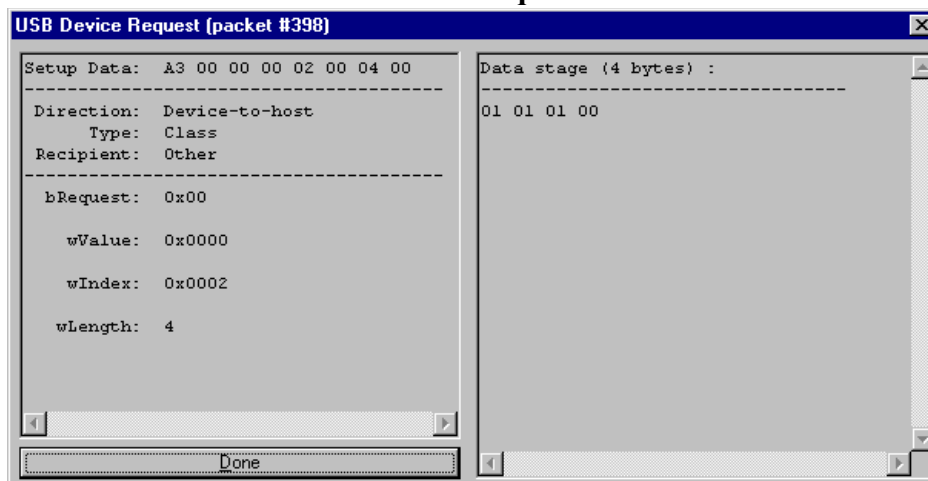 USB Device Request (packet #398)
Setup Data: A3 00 00 00 02 00 04 00
---------------------------------------
Direction: Device-to-host
Type: Class
Recipient: Other
---------------------------------------
bRequest: 0x00
wValue: 0x0000
wIndex: 0x0002
wLength: 4
Done
Data stage (4 bytes) :
----------------------------------
01 01 01 00